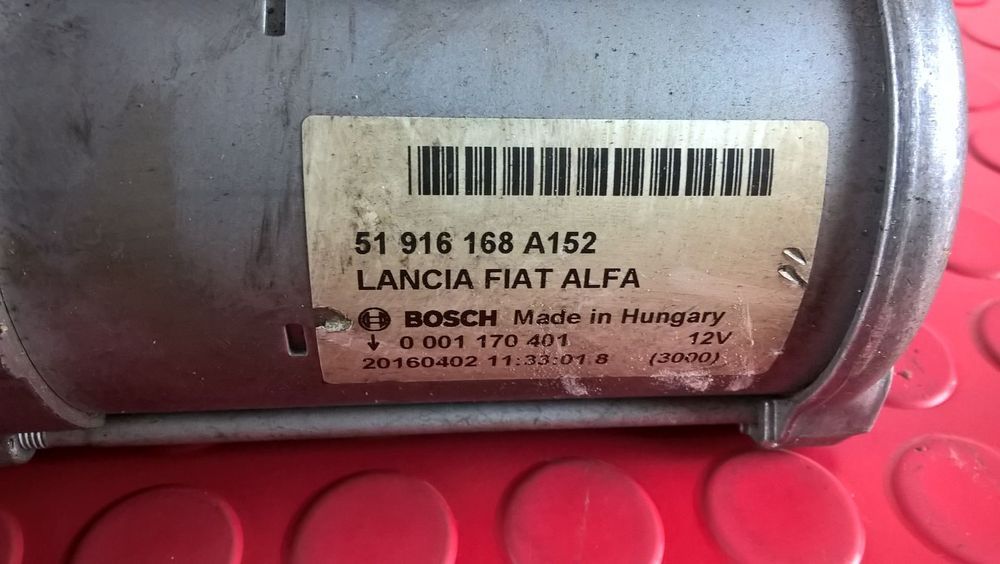 51 916 168 A152
LANCIA FIAT ALFA
BOSCH Made in Hungary
↓ 0 001 170 401 12V
20160402 11:33:01.8 (3000)